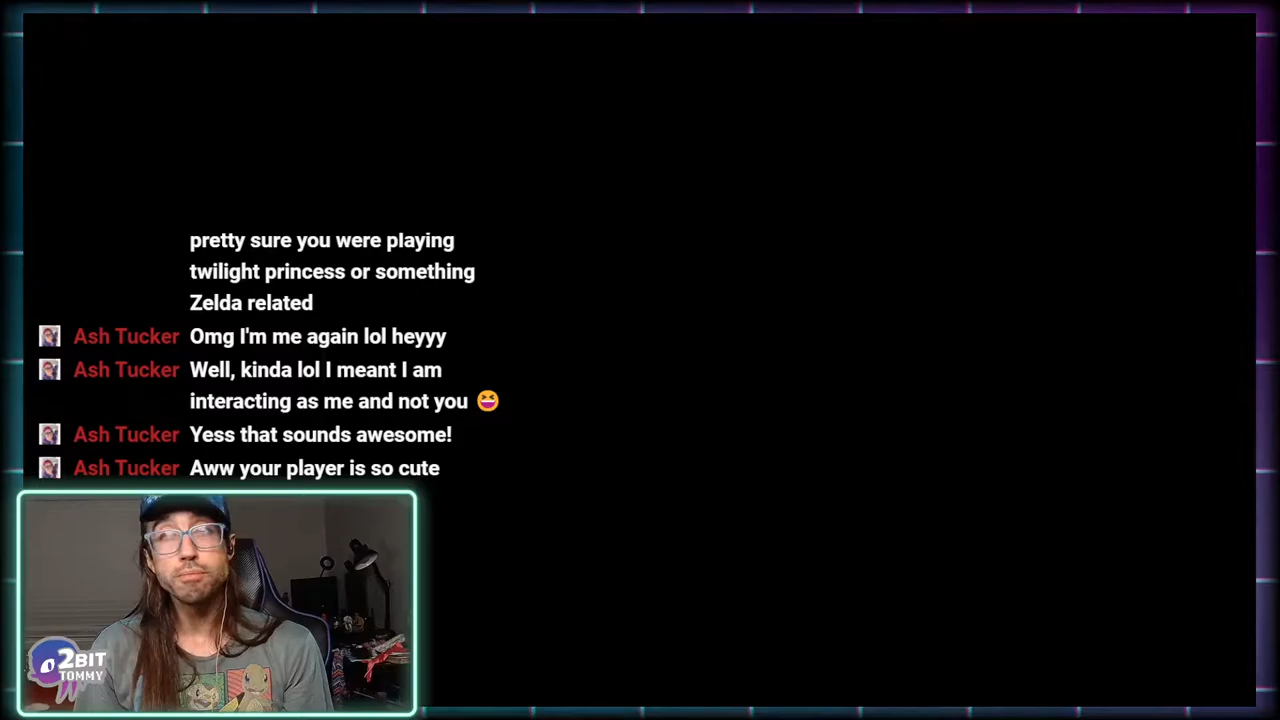 pretty sure you were playing
twilight princess or something
Zelda related
Ash Tucker Omg I'm me again lol heyyy
Ash Tucker Well, kinda lol I meant I am
interacting as me and not you 😆
Ash Tucker Yess that sounds awesome!
Ash Tucker Aww your player is so cute
2BIT
TOMMY